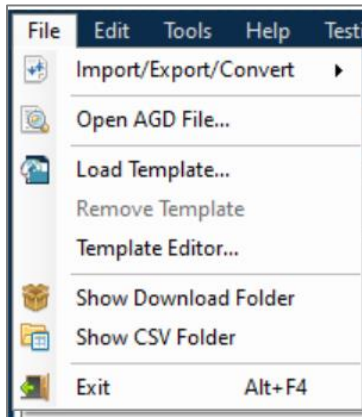 File Edit Tools Help
Import/Export/Convert
Open AGD File...
Load Template...
Remove Template
Template Editor...
Show Download Folder
Show CSV Folder
Exit Alt+F4